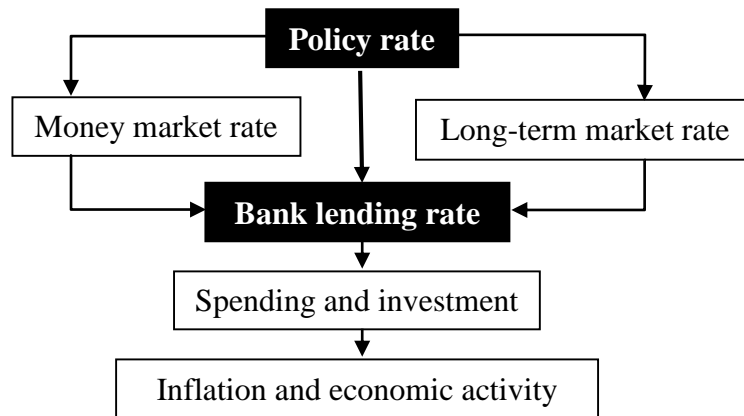 Policy rate
Money market rate
Long-term market rate
Bank lending rate
Spending and investment
Inflation and economic activity